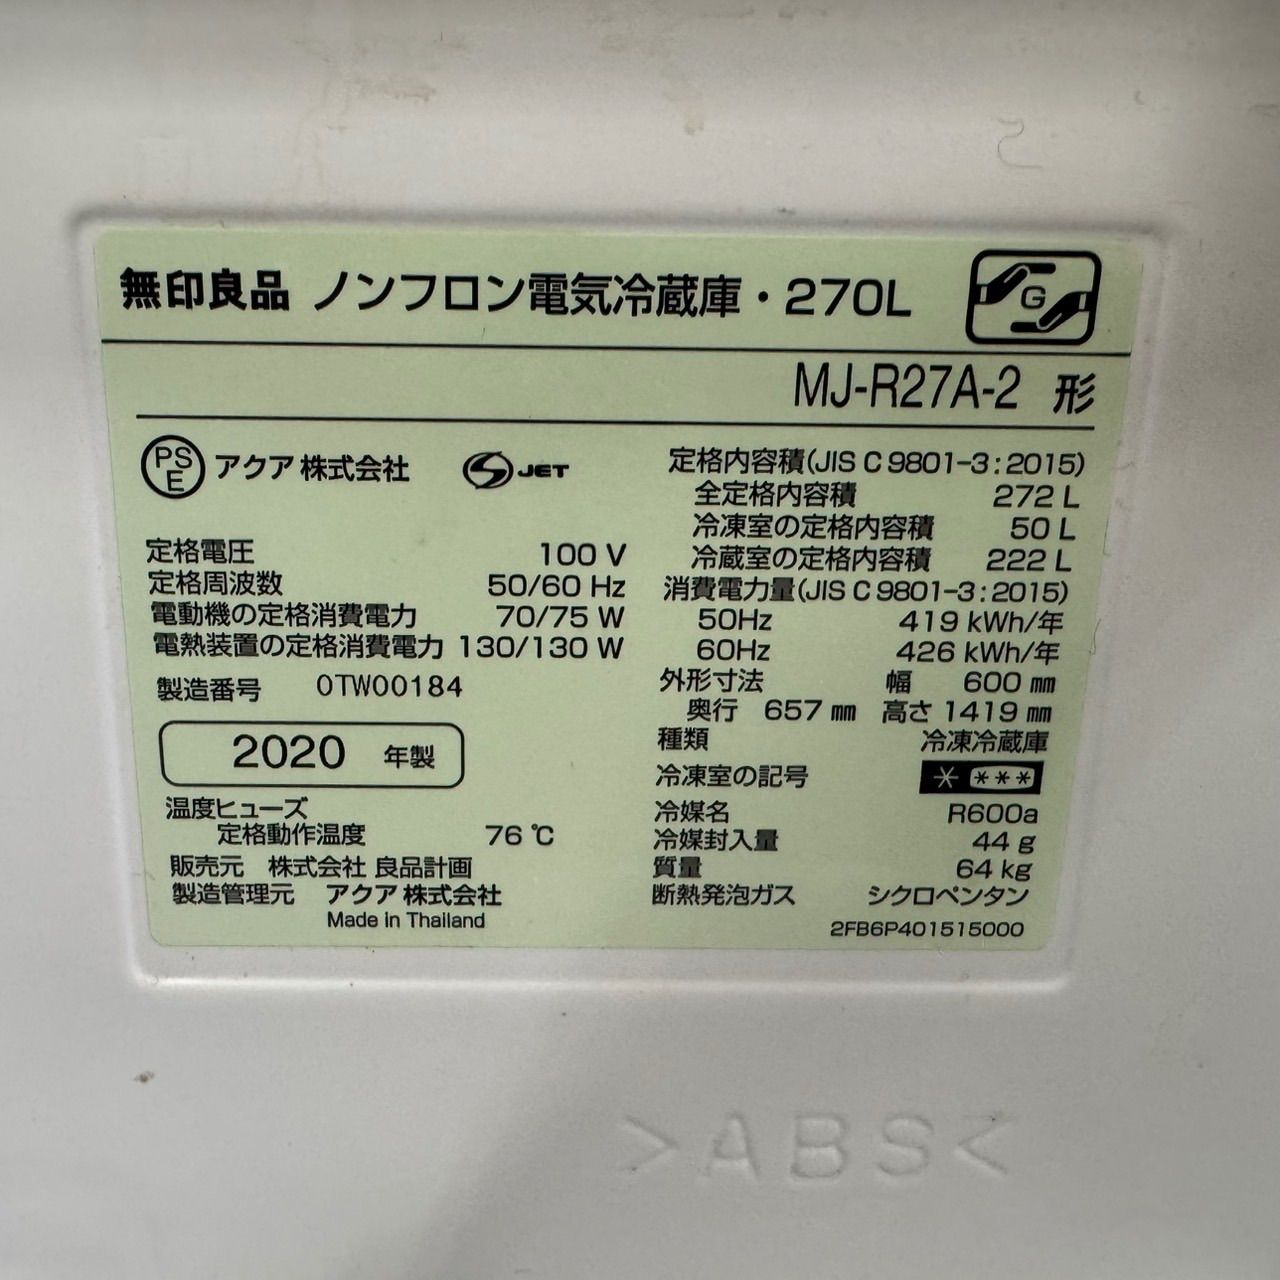 無印良品 ノンフロン電気冷蔵庫・270L
G
MJ-R27A-2 形
PSE アクア 株式会社 JET
定格電圧 100 V
定格周波数 50/60 Hz
電動機の定格消費電力 70/75 W
電熱装置の定格消費電力 130/130 W
製造番号 0TW00184
2020 年製
温度ヒューズ
定格動作温度 76 ℃
販売元 株式会社 良品計画
製造管理元 アクア 株式会社
Made in Thailand
定格内容積(JIS C 9801-3:2015)
全定格内容積 272 L
冷凍室の定格内容積 50 L
冷蔵室の定格内容積 222 L
消費電力量(JIS C 9801-3:2015)
50Hz 419 kWh/年
60Hz 426 kWh/年
外形寸法 幅 600 ㎜
奥行 657 ㎜ 高さ 1419 ㎜
種類 冷凍冷蔵庫
冷凍室の記号 * ***
冷媒名 R600a
冷媒封入量 44 g
質量 64 kg
断熱発泡ガス シクロペンタン
2FB6P401515000
>ABS<